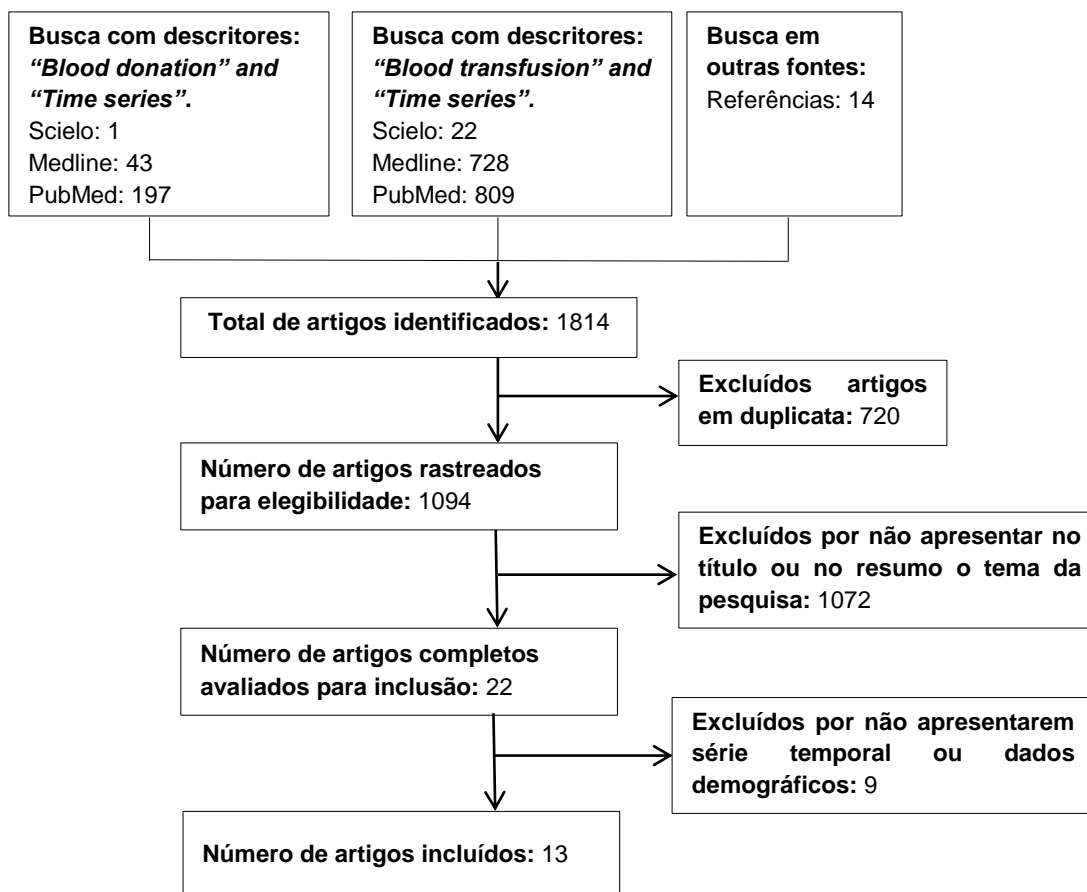 Busca com descritores:
“Blood donation” and
“Time series”.
Scielo: 1
Medline: 43
PubMed: 197
Busca com descritores:
“Blood transfusion” and
“Time series”.
Scielo: 22
Medline: 728
PubMed: 809
Busca em
outras fontes:
Referências: 14
Total de artigos identificados: 1814
Excluídos artigos
em duplicata: 720
Número de artigos rastreados
para elegibilidade: 1094
Excluídos por não apresentar no
título ou no resumo o tema da
pesquisa: 1072
Número de artigos completos
avaliados para inclusão: 22
Excluídos por não apresentarem
série temporal ou dados
demográficos: 9
Número de artigos incluídos: 13